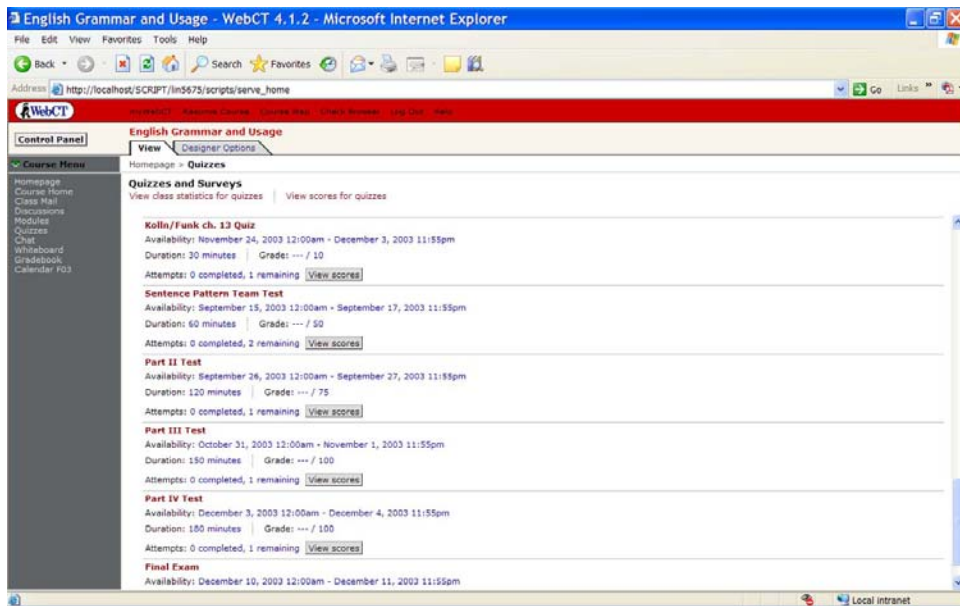 English Grammar and Usage - WebCT 4.1.2 - Microsoft Internet Explorer
File Edit View Favorites Tools Help
Back Search Favorites
Address http://localhost/SCRIPT/lin5675/scripts/serve_home Go Links »
WebCT myWebCT Resume Course Course Map Check Browser Log Out Help
Control Panel
English Grammar and Usage
View Designer Options
Course Menu
Homepage > Quizzes
Homepage
Course Home
Class Mail
Discussions
Modules
Quizzes
Chat
Whiteboard
Gradebook
Calendar F03
Quizzes and Surveys
View class statistics for quizzes | View scores for quizzes
Kolln/Funk ch. 13 Quiz
Availability: November 24, 2003 12:00am - December 3, 2003 11:55pm
Duration: 30 minutes | Grade: --- / 10
Attempts: 0 completed, 1 remaining View scores
Sentence Pattern Team Test
Availability: September 15, 2003 12:00am - September 17, 2003 11:55pm
Duration: 60 minutes | Grade: --- / 50
Attempts: 0 completed, 2 remaining View scores
Part II Test
Availability: September 26, 2003 12:00am - September 27, 2003 11:55pm
Duration: 120 minutes | Grade: --- / 75
Attempts: 0 completed, 1 remaining View scores
Part III Test
Availability: October 31, 2003 12:00am - November 1, 2003 11:55pm
Duration: 150 minutes | Grade: --- / 100
Attempts: 0 completed, 1 remaining View scores
Part IV Test
Availability: December 3, 2003 12:00am - December 4, 2003 11:55pm
Duration: 180 minutes | Grade: --- / 100
Attempts: 0 completed, 1 remaining View scores
Final Exam
Availability: December 10, 2003 12:00am - December 11, 2003 11:55pm
Local intranet